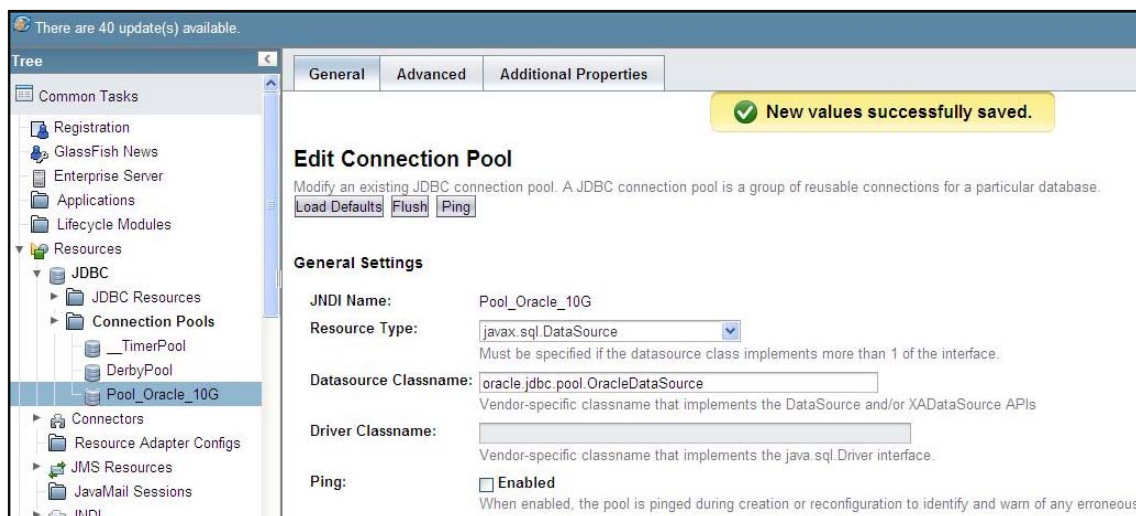 There are 40 update(s) available.
Tree
Common Tasks
Registration
GlassFish News
Enterprise Server
Applications
Lifecycle Modules
Resources
JDBC
JDBC Resources
Connection Pools
__TimerPool
DerbyPool
Pool_Oracle_10G
Connectors
Resource Adapter Configs
JMS Resources
JavaMail Sessions
JNDI
General Advanced Additional Properties
New values successfully saved.
Edit Connection Pool
Modify an existing JDBC connection pool. A JDBC connection pool is a group of reusable connections for a particular database.
Load Defaults Flush Ping
General Settings
JNDI Name: Pool_Oracle_10G
Resource Type: javax.sql.DataSource
Must be specified if the datasource class implements more than 1 of the interface.
Datasource Classname: oracle.jdbc.pool.OracleDataSource
Vendor-specific classname that implements the DataSource and/or XADataSource APIs
Driver Classname:
Vendor-specific classname that implements the java.sql.Driver interface.
Ping: Enabled
When enabled, the pool is pinged during creation or reconfiguration to identify and warn of any erroneous